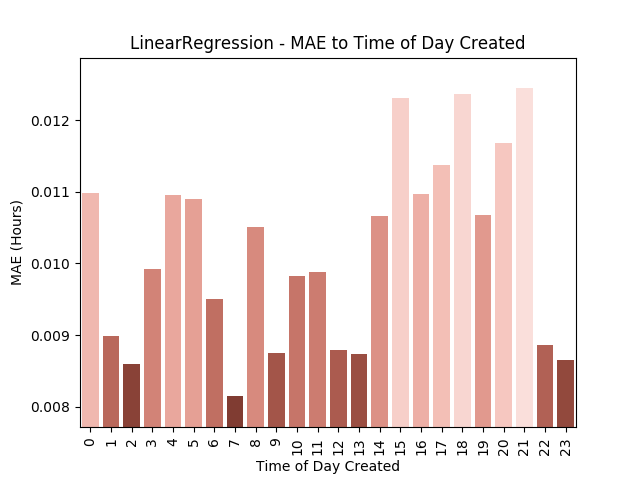 LinearRegression - MAE to Time of Day Created
MAE (Hours)
0.012
0.011
0.010
0.009
0.008
0 1 2 3 4 5 6 7 8 9 10 11 12 13 14 15 16 17 18 19 20 21 22 23
Time of Day Created